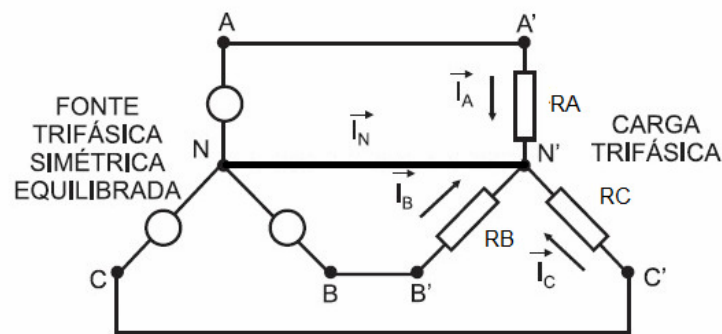 A
A'
FONTE
TRIFÁSICA
SIMÉTRICA
EQUILIBRADA
N
I_N
I_A
RA
CARGA
TRIFÁSICA
N'
I_B
RB
RC
I_C
C
B
B'
C'